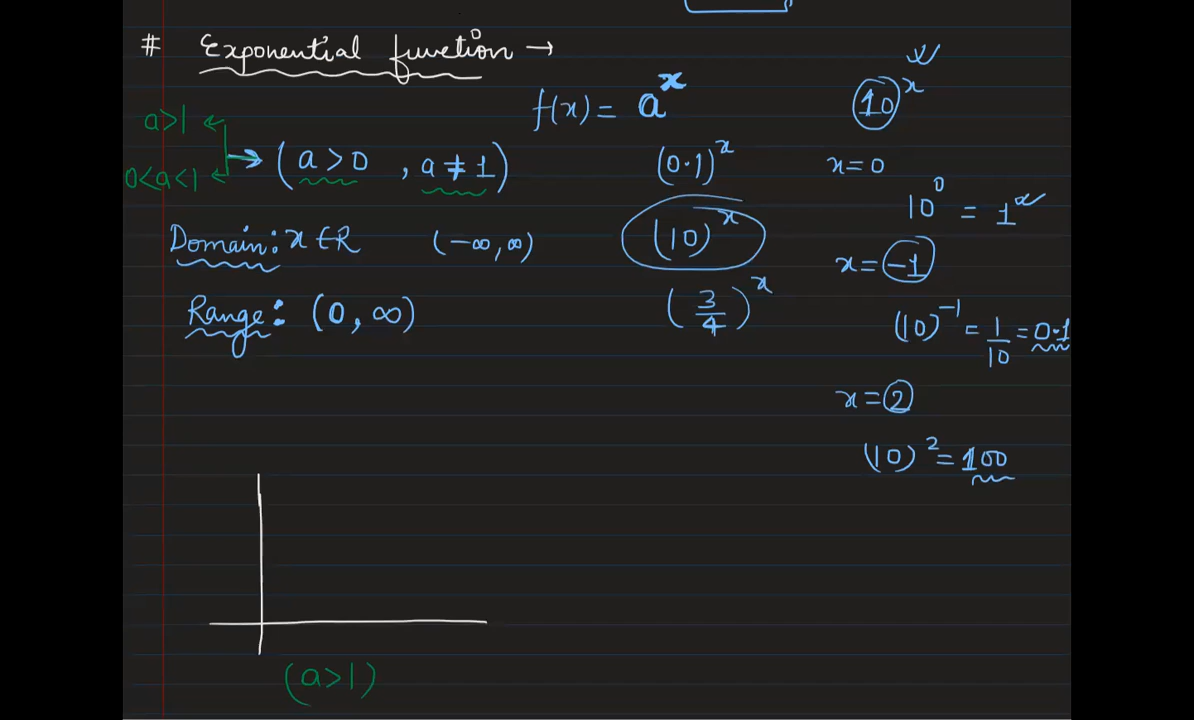 # Exponential function →
f(x) = a^x
10^x
a>1
0<a<1
(a > 0 , a ≠ 1)
(0.1)^x
x=0
10^0 = 1
Domain: x ∈ R (-∞, ∞)
(10)^x
x = -1
Range: (0, ∞)
(3/4)^x
(10)^-1 = 1/10 = 0.1
x = 2
(10)^2 = 100
(a>1)